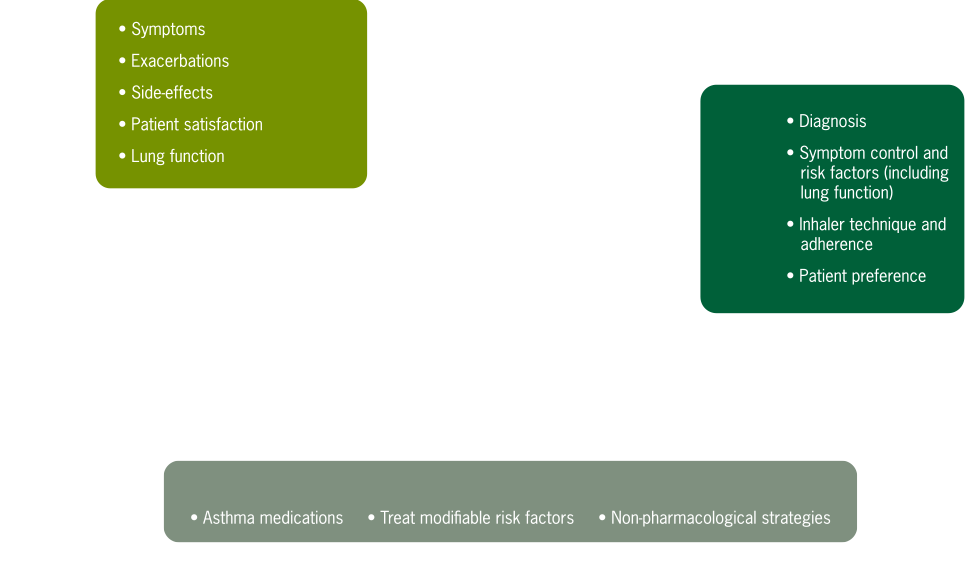 • Symptoms
• Exacerbations
• Side-effects
• Patient satisfaction
• Lung function
• Diagnosis
• Symptom control and
risk factors (including
lung function)
• Inhaler technique and
adherence
• Patient preference
• Asthma medications • Treat modifiable risk factors • Non-pharmacological strategies